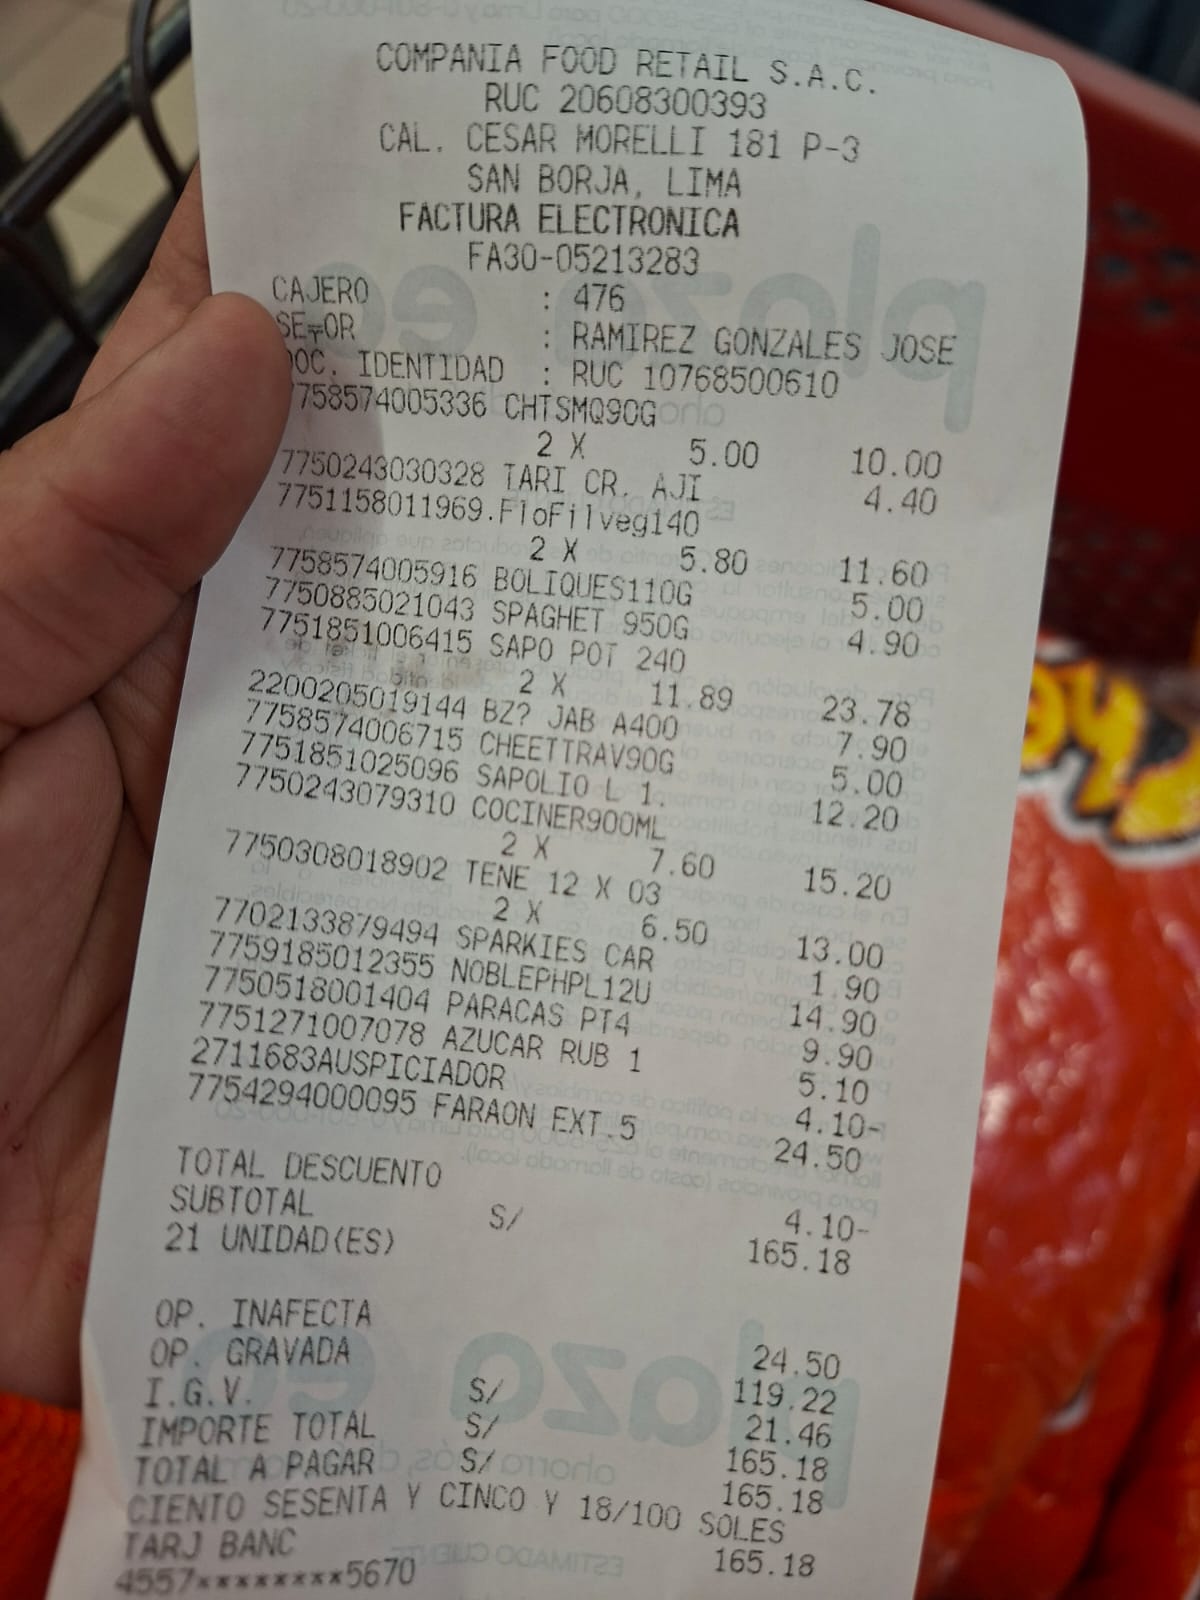 COMPANIA FOOD RETAIL S.A.C.
RUC 20608300393
CAL. CESAR MORELLI 181 P-3
SAN BORJA, LIMA
FACTURA ELECTRONICA
FA30-05213283
CAJERO : 476
SE╤OR : RAMIREZ GONZALES JOSE
DOC. IDENTIDAD : RUC 10768500610
7758574005336 CHTSMQ90G
2 X 5.00 10.00
7750243030328 TARI CR. AJI 4.40
7751158011969.FloFilveg140
2 X 5.80 11.60
7758574005916 BOLIQUES110G 5.00
7750885021043 SPAGHET 950G 4.90
7751851006415 SAPO POT 240
2 X 11.89 23.78
2200205019144 BZ? JAB A400 7.90
7758574006715 CHEETTRAV90G 5.00
7751851025096 SAPOLIO L 1. 12.20
7750243079310 COCINER900ML
2 X 7.60 15.20
7750308018902 TENE 12 X 03
2 X 6.50 13.00
7702133879494 SPARKIES CAR 1.90
7759185012355 NOBLEPHPL12U 14.90
7750518001404 PARACAS PT4 9.90
7751271007078 AZUCAR RUB 1 5.10
2711683AUSPICIADOR 4.10-
7754294000095 FARAON EXT.5 24.50
TOTAL DESCUENTO 4.10-
SUBTOTAL S/ 165.18
21 UNIDAD(ES)
OP. INAFECTA 24.50
OP. GRAVADA 119.22
I.G.V. S/ 21.46
IMPORTE TOTAL S/ 165.18
TOTAL A PAGAR S/ 165.18
CIENTO SESENTA Y CINCO Y 18/100 SOLES
TARJ BANC 165.18
4557********5670